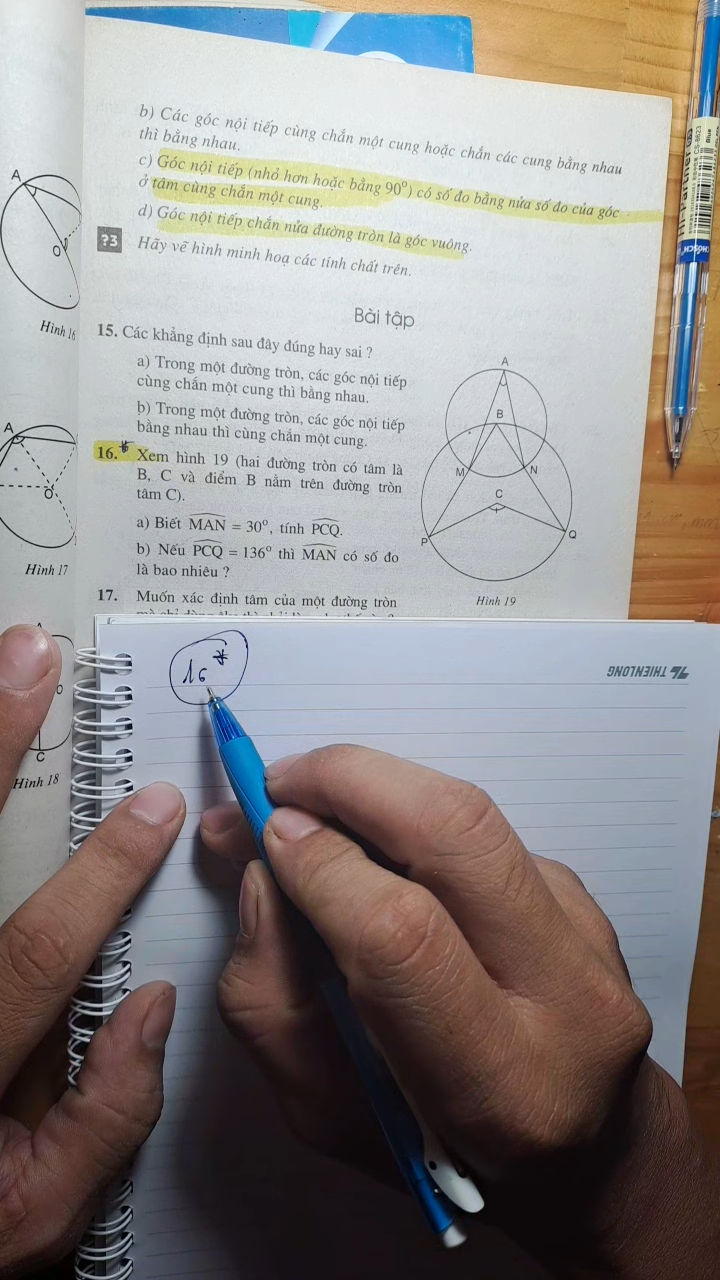 b) Các góc nội tiếp cùng chắn một cung hoặc chắn các cung bằng nhau
thì bằng nhau.
c) Góc nội tiếp (nhỏ hơn hoặc bằng 90°) có số đo bằng nửa số đo của góc
ở tâm cùng chắn một cung.
d) Góc nội tiếp chắn nửa đường tròn là góc vuông.
?3 Hãy vẽ hình minh hoạ các tính chất trên.
Bài tập
15. Các khẳng định sau đây đúng hay sai ?
a) Trong một đường tròn, các góc nội tiếp
cùng chắn một cung thì bằng nhau.
b) Trong một đường tròn, các góc nội tiếp
bằng nhau thì cùng chắn một cung.
16.* Xem hình 19 (hai đường tròn có tâm là
B, C và điểm B nằm trên đường tròn
tâm C).
a) Biết MAN = 30°, tính PCQ.
b) Nếu PCQ = 136° thì MAN có số đo
là bao nhiêu ?
17. Muốn xác định tâm của một đường tròn
A
B
M
N
C
P
Q
Hình 19
A
O
Hình 16
A
O
Hình 17
C
Hình 18
16*
THIENLONG
Blue